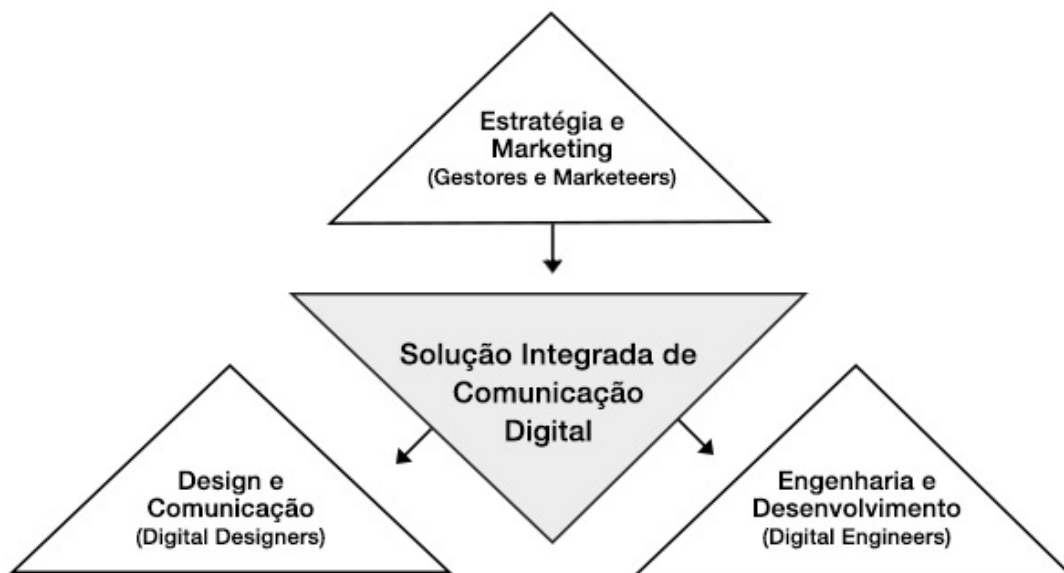 Estratégia e
Marketing
(Gestores e Marketeers)
Solução Integrada de
Comunicação
Digital
Design e
Comunicação
(Digital Designers)
Engenharia e
Desenvolvimento
(Digital Engineers)